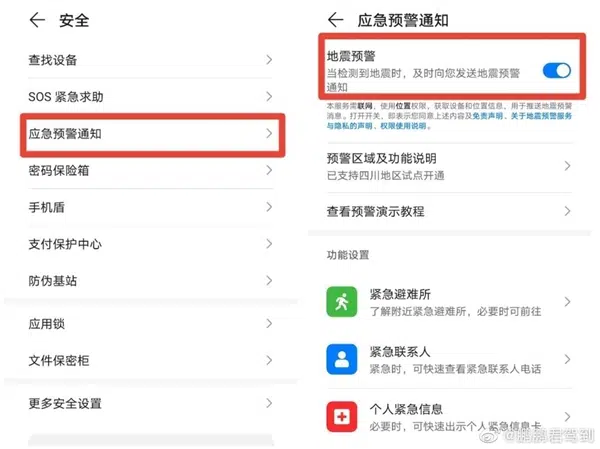 安全
查找设备
SOS 紧急求助
应急预警通知
密码保险箱
手机盾
支付保护中心
防伪基站
应用锁
文件保密柜
更多安全设置
应急预警通知
地震预警
当检测到地震时，及时向您发送地震预警
通知
本服务需联网，使用位置权限，获取设备和位置信息，用于推送地震预警
消息。打开开关，即表示您同意上述内容及免责声明、关于地震预警服务
与隐私的声明、权限使用说明。
预警区域及功能说明
已支持四川地区试点开通
查看预警演示教程
功能设置
紧急避难所
了解附近紧急避难所，必要时可前往
紧急联系人
紧急时，可快速查看紧急联系人电话
个人紧急信息
必要时，可快速出示个人紧急信息卡
@鹏鹏君驾到